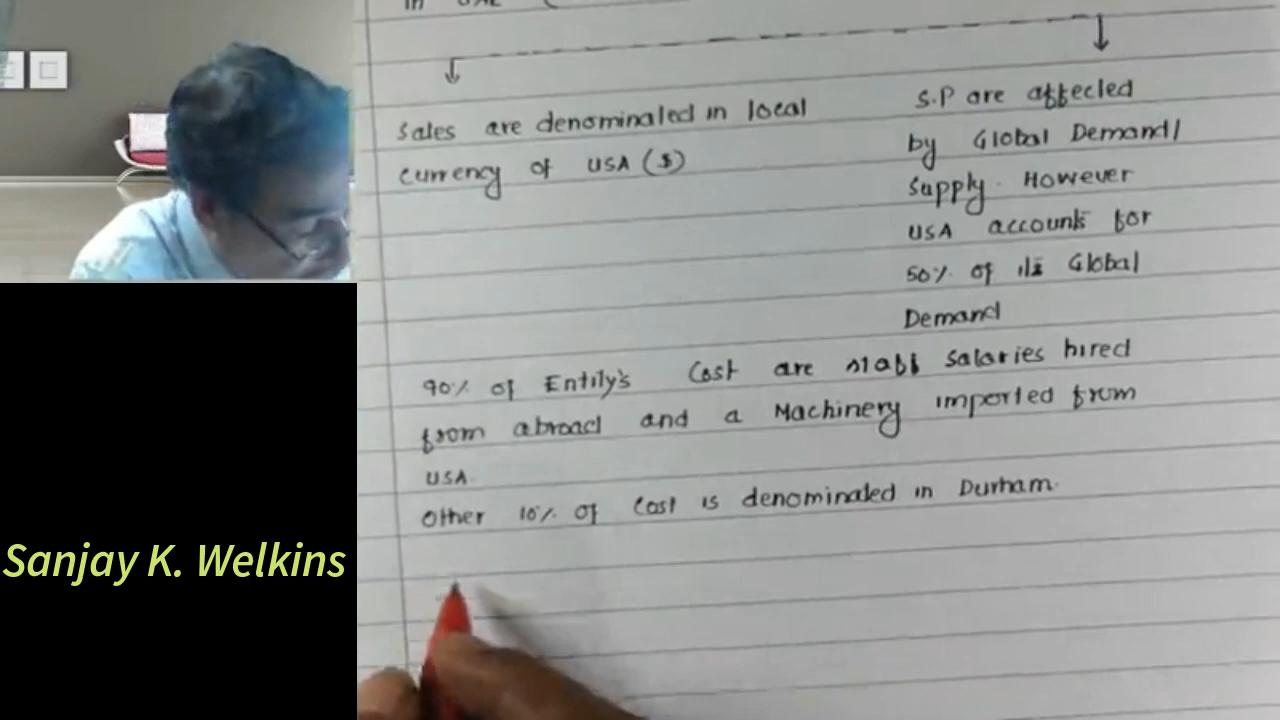 in UAE (
Sales are denominated in local
currency of USA ($)
S.P are affected
by Global Demand/
Supply. However
USA accounts for
50% of its Global
Demand
90% of Entity's Cost are staff salaries hired
from abroad and a Machinery imported from
USA.
Other 10% of Cost is denominated in Durham.
Sanjay K. Welkins